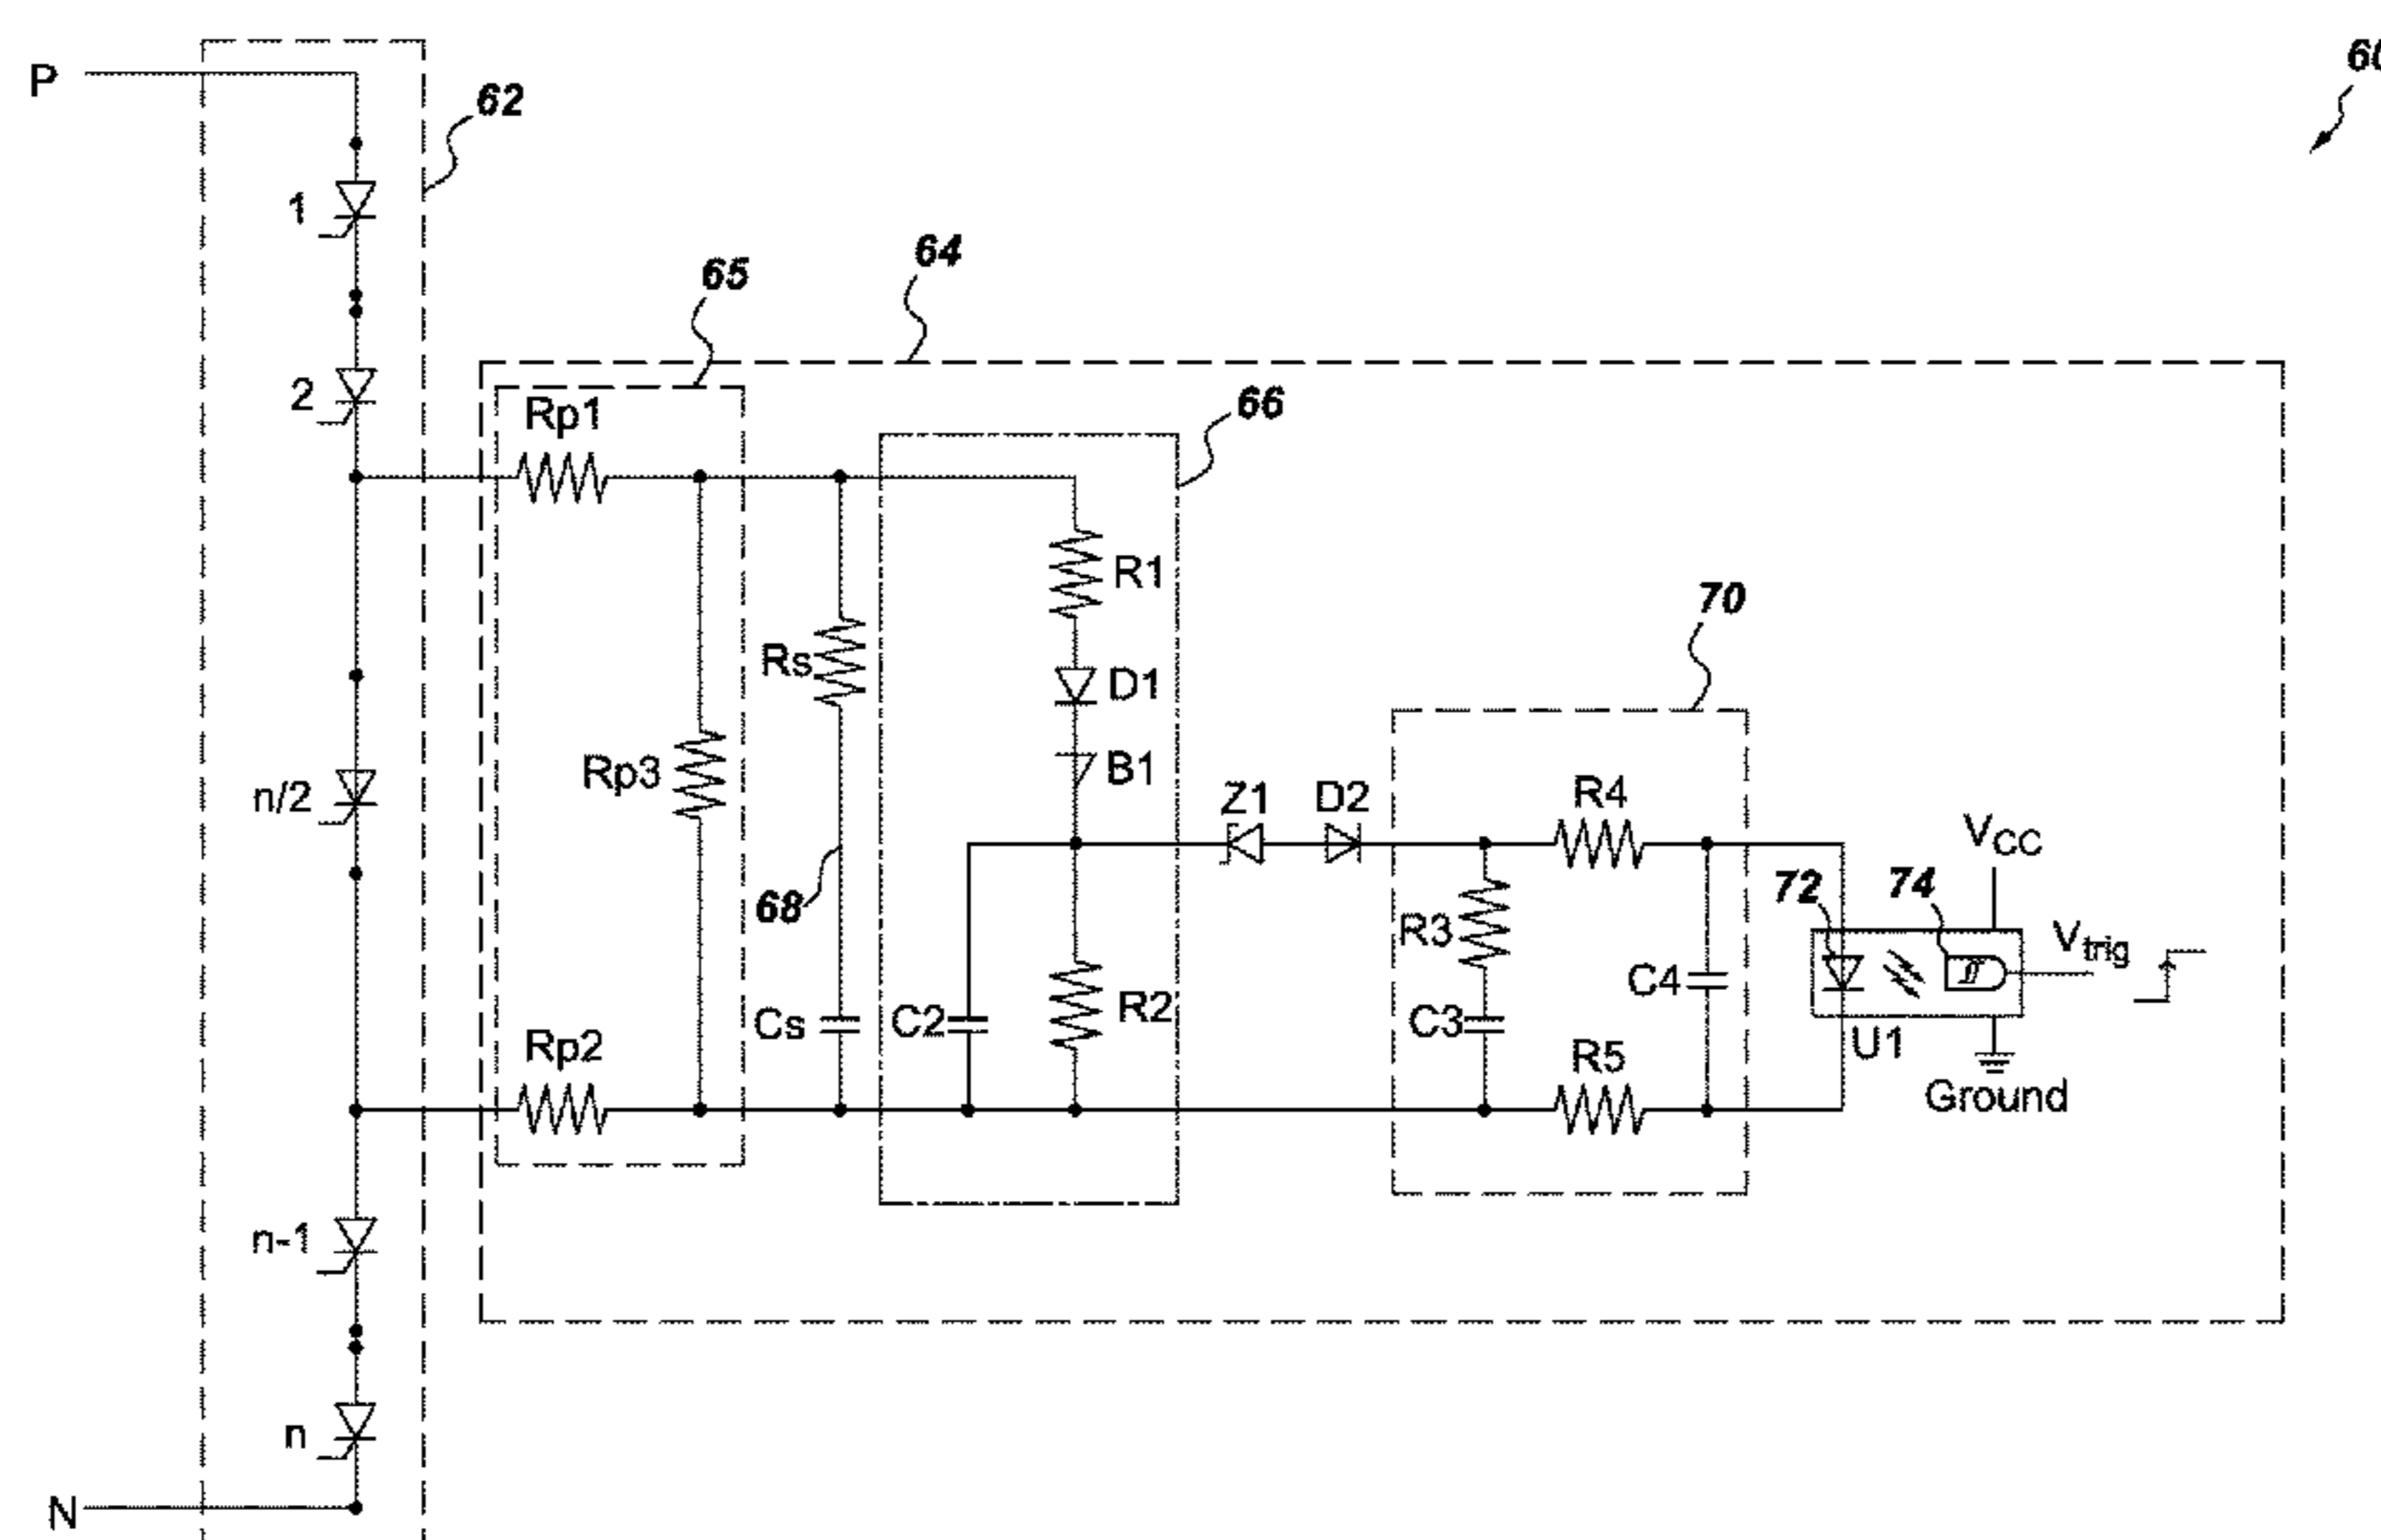 60
P
62
1
64
65
2
66
Rp1
R1
70
Rs
D1
Rp3
B1
n/2
Z1
D2
R4
VCC
72
74
68
R3
Vtrig
C4
Cs
C2
R2
C3
U1
Rp2
R5
Ground
n-1
n
N